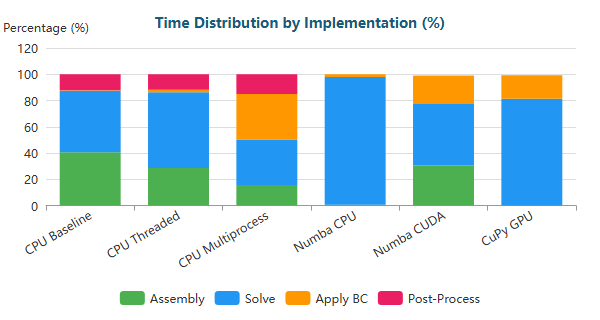 Time Distribution by Implementation (%)
Percentage (%)
120
100
80
60
40
20
0
CPU Baseline
CPU Threaded
CPU Multiprocess
Numba CPU
Numba CUDA
CuPy GPU
Assembly Solve Apply BC Post-Process